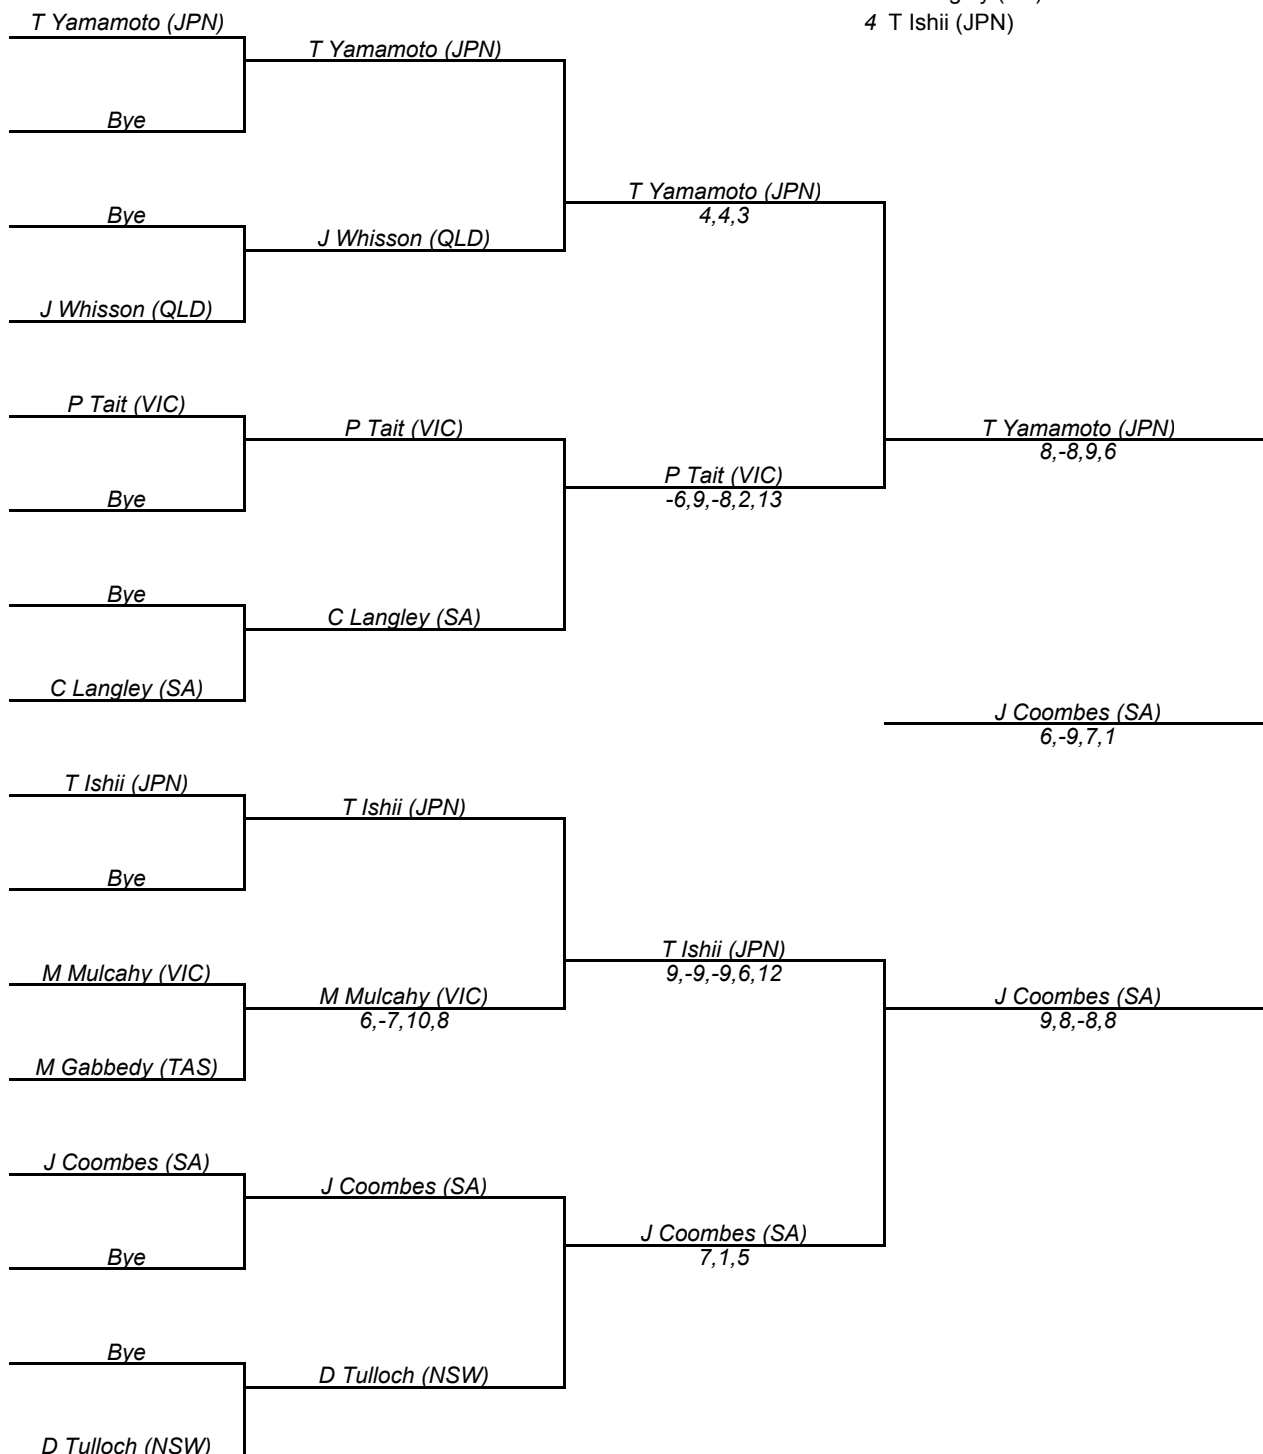 4 T Ishii (JPN)
T Yamamoto (JPN)
T Yamamoto (JPN)
Bye
T Yamamoto (JPN)
4,4,3
Bye
J Whisson (QLD)
J Whisson (QLD)
P Tait (VIC)
P Tait (VIC)
T Yamamoto (JPN)
8,-8,9,6
P Tait (VIC)
-6,9,-8,2,13
Bye
Bye
C Langley (SA)
C Langley (SA)
J Coombes (SA)
6,-9,7,1
T Ishii (JPN)
T Ishii (JPN)
Bye
T Ishii (JPN)
9,-9,-9,6,12
M Mulcahy (VIC)
M Mulcahy (VIC)
6,-7,10,8
J Coombes (SA)
9,8,-8,8
M Gabbedy (TAS)
J Coombes (SA)
J Coombes (SA)
J Coombes (SA)
7,1,5
Bye
Bye
D Tulloch (NSW)
D Tulloch (NSW)